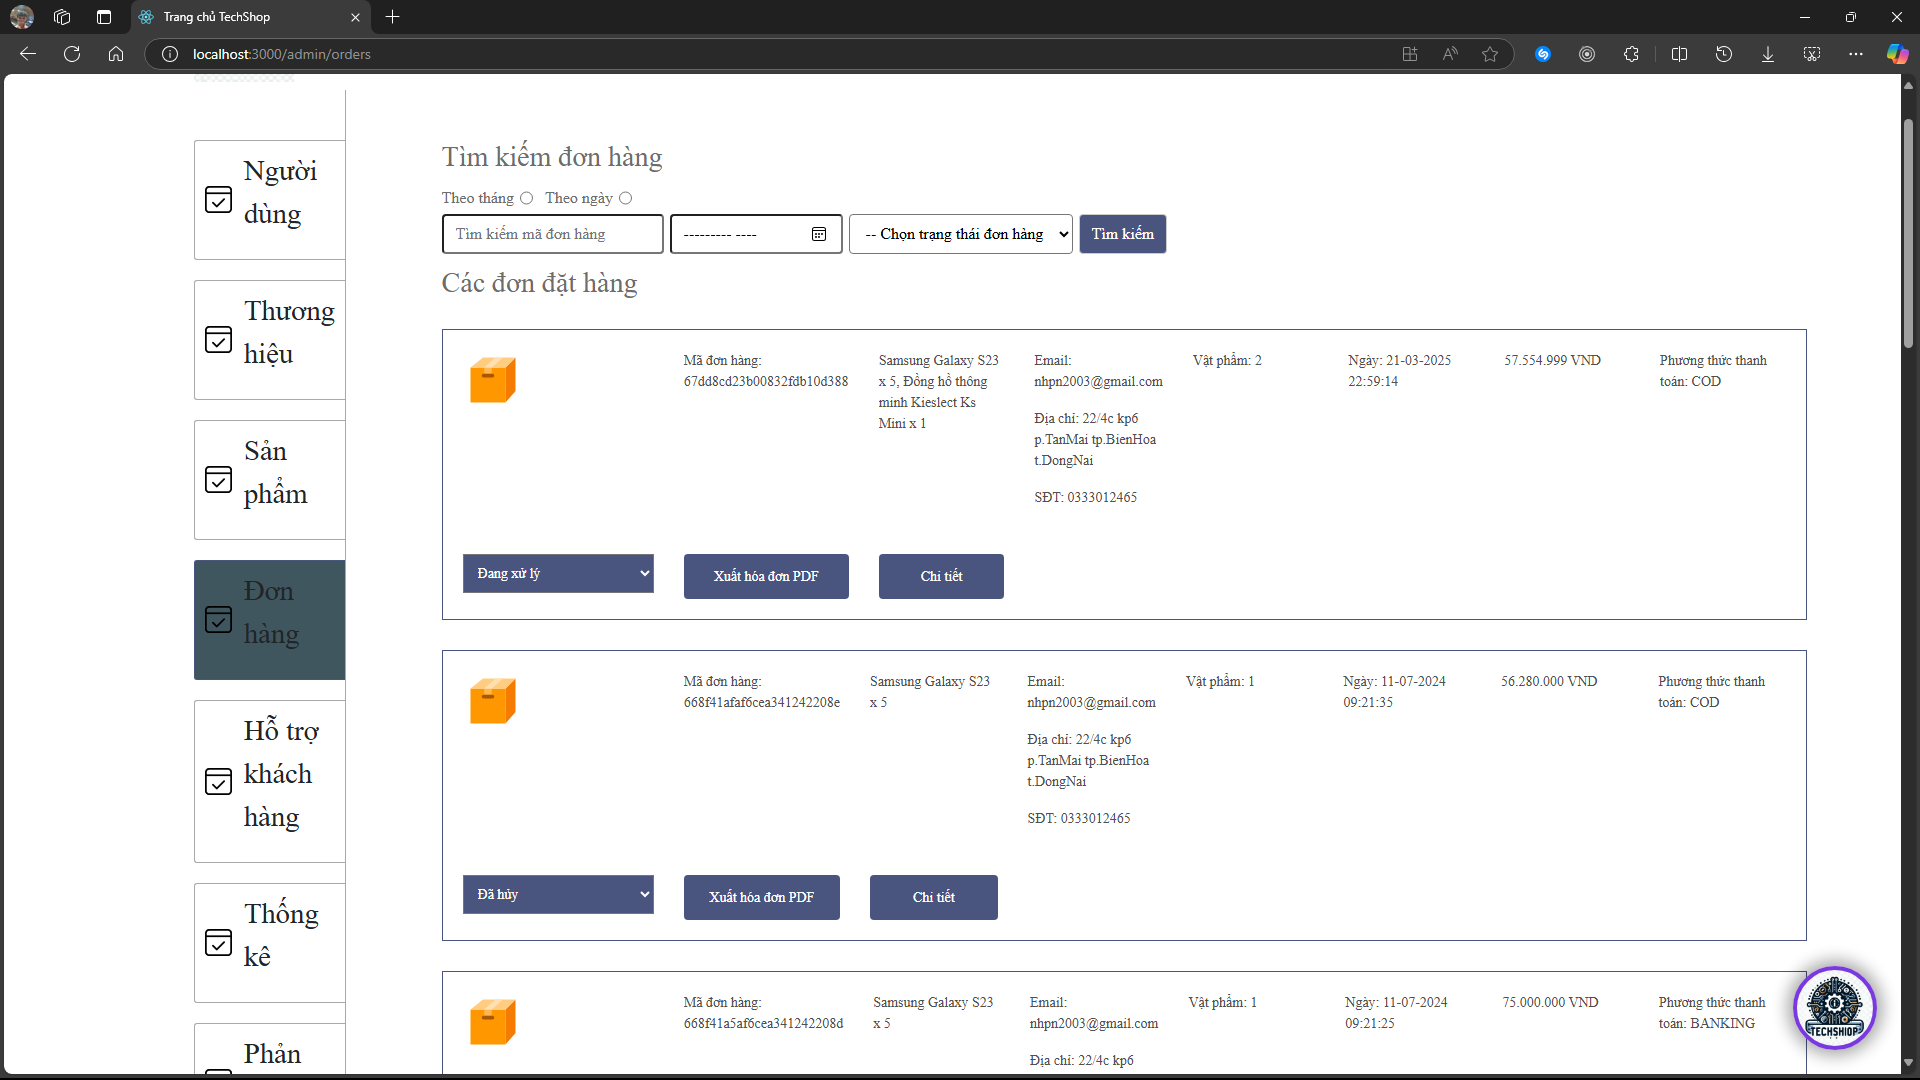 Trang chủ TechShop
localhost:3000/admin/orders
Người
dùng
Thương
hiệu
Sản
phẩm
Đơn
hàng
Hỗ trợ
khách
hàng
Thống
kê
Phản
Tìm kiếm đơn hàng
Theo tháng Theo ngày
Tìm kiếm mã đơn hàng --------- ---- -- Chọn trạng thái đơn hàng Tìm kiếm
Các đơn đặt hàng
Mã đơn hàng:
67dd8cd23b00832fdb10d388
Samsung Galaxy S23
x 5, Đồng hồ thông
minh Kieslect Ks
Mini x 1
Email:
nhpn2003@gmail.com
Địa chỉ: 22/4c kp6
p.TanMai tp.BienHoa
t.DongNai
SĐT: 0333012465
Vật phẩm: 2
Ngày: 21-03-2025
22:59:14
57.554.999 VND
Phương thức thanh
toán: COD
Đang xử lý
Xuất hóa đơn PDF
Chi tiết
Mã đơn hàng:
668f41afaf6cea341242208e
Samsung Galaxy S23
x 5
Email:
nhpn2003@gmail.com
Địa chỉ: 22/4c kp6
p.TanMai tp.BienHoa
t.DongNai
SĐT: 0333012465
Vật phẩm: 1
Ngày: 11-07-2024
09:21:35
56.280.000 VND
Phương thức thanh
toán: COD
Đã hủy
Xuất hóa đơn PDF
Chi tiết
Mã đơn hàng:
668f41a5af6cea341242208d
Samsung Galaxy S23
x 5
Email:
nhpn2003@gmail.com
Địa chỉ: 22/4c kp6
Vật phẩm: 1
Ngày: 11-07-2024
09:21:25
75.000.000 VND
Phương thức thanh
toán: BANKING
TECHSHIOP